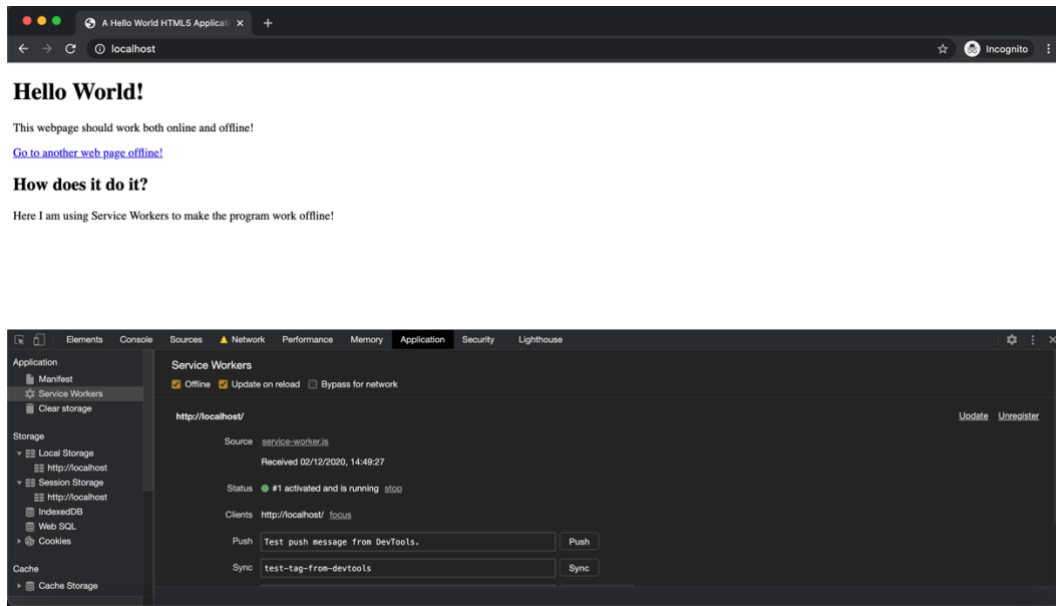 A Hello World HTML5 Applicati
localhost
Incognito
Hello World!
This webpage should work both online and offline!
Go to another web page offline!
How does it do it?
Here I am using Service Workers to make the program work offline!
Elements Console Sources Network Performance Memory Application Security Lighthouse
Application
Manifest
Service Workers
Clear storage
Storage
Local Storage
http://localhost
Session Storage
http://localhost
IndexedDB
Web SQL
Cookies
Cache
Cache Storage
Service Workers
Offline Update on reload Bypass for network
http://localhost/ Update Unregister
Source service-worker.js
Received 02/12/2020, 14:49:27
Status #1 activated and is running stop
Clients http://localhost/ focus
Push Test push message from DevTools. Push
Sync test-tag-from-devtools Sync